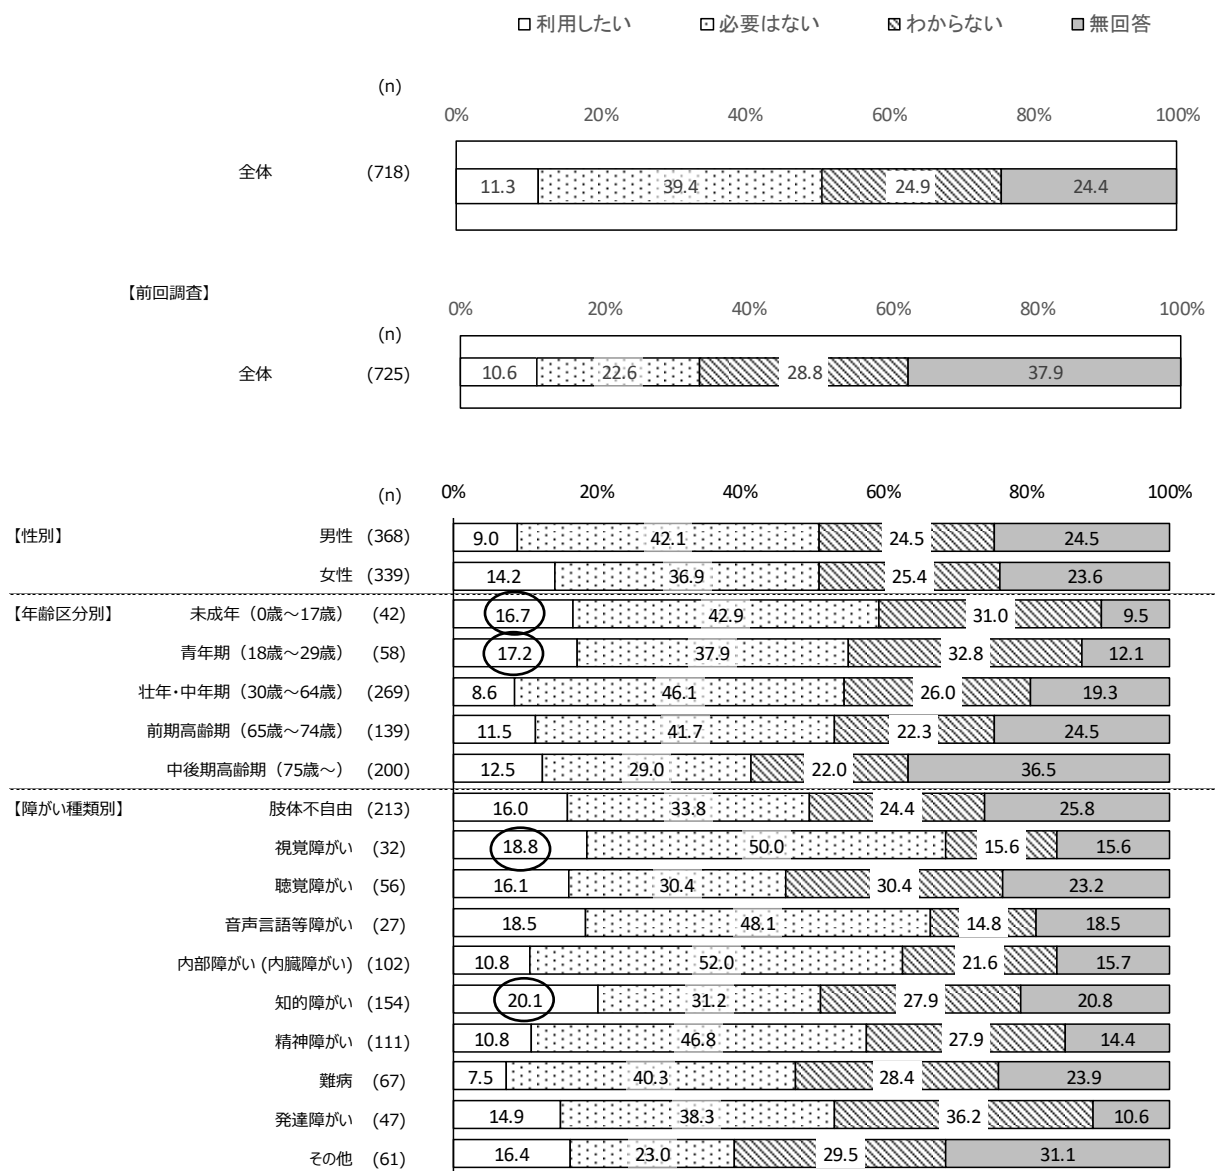 利用したい 必要はない わからない 無回答
(n)
0% 20% 40% 60% 80% 100%
全体 (718) 11.3 39.4 24.9 24.4
【前回調査】
0% 20% 40% 60% 80% 100%
(n)
全体 (725) 10.6 22.6 28.8 37.9
(n) 0% 20% 40% 60% 80% 100%
【性別】 男性 (368) 9.0 42.1 24.5 24.5
女性 (339) 14.2 36.9 25.4 23.6
【年齢区分別】 未成年（0歳～17歳） (42) 16.7 42.9 31.0 9.5
青年期（18歳～29歳） (58) 17.2 37.9 32.8 12.1
壮年・中年期（30歳～64歳） (269) 8.6 46.1 26.0 19.3
前期高齢期（65歳～74歳） (139) 11.5 41.7 22.3 24.5
中後期高齢期（75歳～） (200) 12.5 29.0 22.0 36.5
【障がい種類別】 肢体不自由 (213) 16.0 33.8 24.4 25.8
視覚障がい (32) 18.8 50.0 15.6 15.6
聴覚障がい (56) 16.1 30.4 30.4 23.2
音声言語等障がい (27) 18.5 48.1 14.8 18.5
内部障がい (内臓障がい) (102) 10.8 52.0 21.6 15.7
知的障がい (154) 20.1 31.2 27.9 20.8
精神障がい (111) 10.8 46.8 27.9 14.4
難病 (67) 7.5 40.3 28.4 23.9
発達障がい (47) 14.9 38.3 36.2 10.6
その他 (61) 16.4 23.0 29.5 31.1